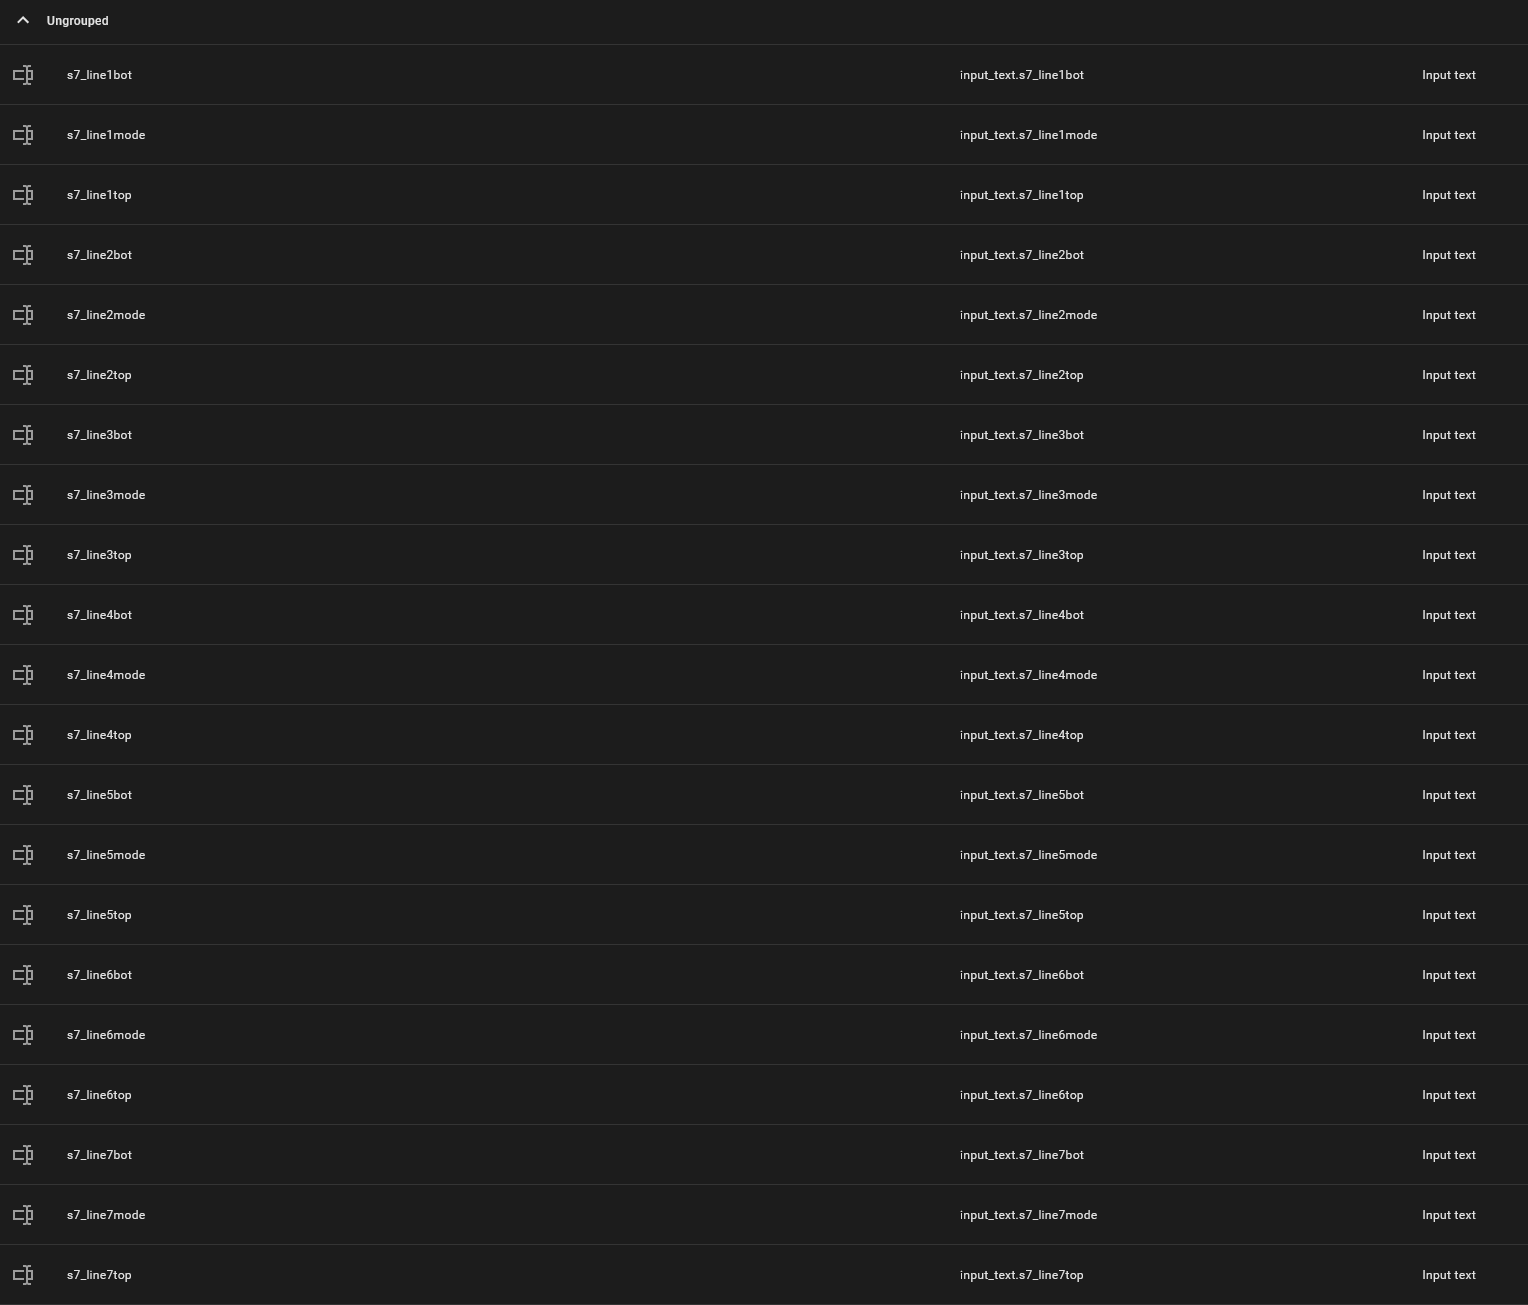 Ungrouped
s7_line1bot input_text.s7_line1bot Input text
s7_line1mode input_text.s7_line1mode Input text
s7_line1top input_text.s7_line1top Input text
s7_line2bot input_text.s7_line2bot Input text
s7_line2mode input_text.s7_line2mode Input text
s7_line2top input_text.s7_line2top Input text
s7_line3bot input_text.s7_line3bot Input text
s7_line3mode input_text.s7_line3mode Input text
s7_line3top input_text.s7_line3top Input text
s7_line4bot input_text.s7_line4bot Input text
s7_line4mode input_text.s7_line4mode Input text
s7_line4top input_text.s7_line4top Input text
s7_line5bot input_text.s7_line5bot Input text
s7_line5mode input_text.s7_line5mode Input text
s7_line5top input_text.s7_line5top Input text
s7_line6bot input_text.s7_line6bot Input text
s7_line6mode input_text.s7_line6mode Input text
s7_line6top input_text.s7_line6top Input text
s7_line7bot input_text.s7_line7bot Input text
s7_line7mode input_text.s7_line7mode Input text
s7_line7top input_text.s7_line7top Input text